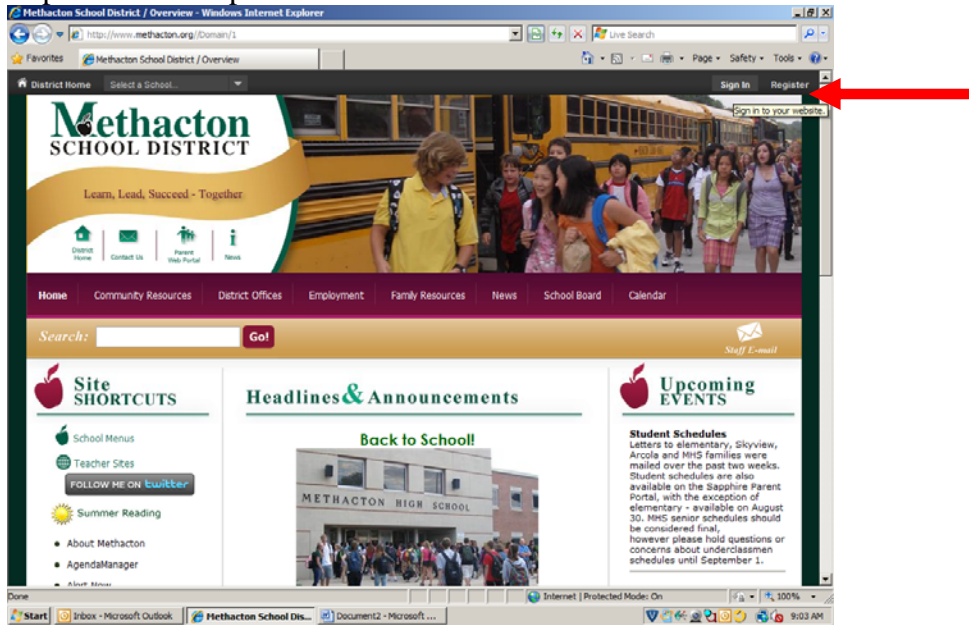 Methacton School District / Overview - Windows Internet Explorer
http://www.methacton.org//Domain/1
Live Search
Favorites
Methacton School District / Overview
Page
Safety
Tools
District Home
Select a School...
Sign In
Register
Sign in to your website.
Methacton
SCHOOL DISTRICT
Learn, Lead, Succeed - Together
District
Home
Contact Us
Parent
Web Portal
News
Home
Community Resources
District Offices
Employment
Family Resources
News
School Board
Calendar
Search:
Go!
Staff E-mail
Site
SHORTCUTS
School Menus
Teacher Sites
FOLLOW ME ON twitter
Summer Reading
• About Methacton
• AgendaManager
• Alert Now
Headlines & Announcements
Back to School!
METHACTON HIGH SCHOOL
Upcoming
EVENTS
Student Schedules
Letters to elementary, Skyview,
Arcola and MHS families were
mailed over the past two weeks.
Student schedules are also
available on the Sapphire Parent
Portal, with the exception of
elementary - available on August
30. MHS senior schedules should
be considered final,
however please hold questions or
concerns about underclassmen
schedules until September 1.
Done
Internet | Protected Mode: On
100%
Start
Inbox - Microsoft Outlook
Methacton School Dis...
Document2 - Microsoft ...
9:03 AM